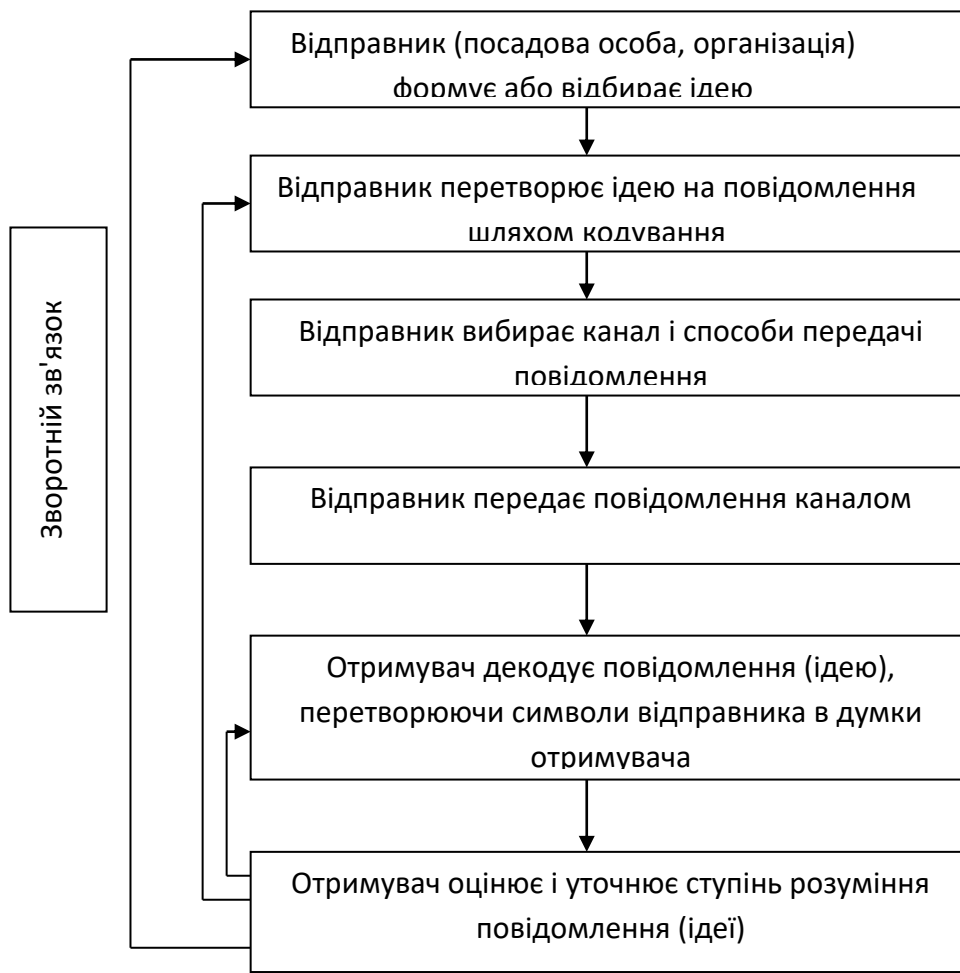 Відправник (посадова особа, організація)
формує або відбирає ідею
Відправник перетворює ідею на повідомлення
шляхом кодування
Відправник вибирає канал і способи передачі
повідомлення
Відправник передає повідомлення каналом
Отримувач декодує повідомлення (ідею),
перетворюючи символи відправника в думки
отримувача
Отримувач оцінює і уточнює ступінь розуміння
повідомлення (ідеї)
Зворотній зв'язок